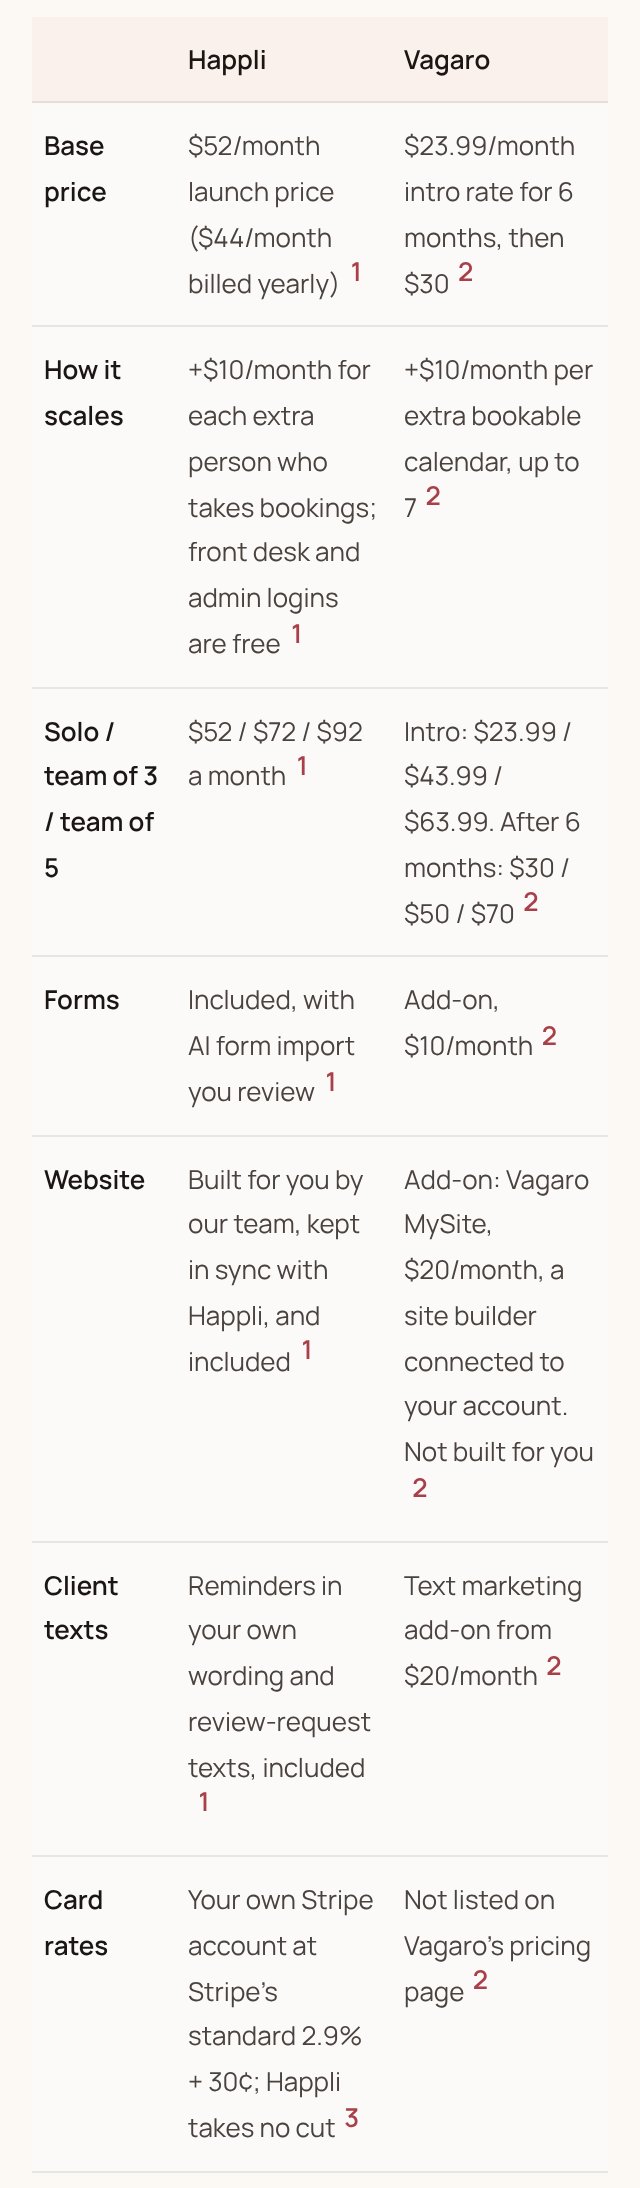 Happli Vagaro
Base
price
$52/month
launch price
($44/month
billed yearly) 1
$23.99/month
intro rate for 6
months, then
$30 2
How it
scales
+$10/month for
each extra
person who
takes bookings;
front desk and
admin logins
are free 1
+$10/month per
extra bookable
calendar, up to
7 2
Solo /
team of 3
/ team of
5
$52 / $72 / $92
a month 1
Intro: $23.99 /
$43.99 /
$63.99. After 6
months: $30 /
$50 / $70 2
Forms
Included, with
AI form import
you review 1
Add-on,
$10/month 2
Website
Built for you by
our team, kept
in sync with
Happli, and
included 1
Add-on: Vagaro
MySite,
$20/month, a
site builder
connected to
your account.
Not built for you
2
Client
texts
Reminders in
your own
wording and
review-request
texts, included
1
Text marketing
add-on from
$20/month 2
Card
rates
Your own Stripe
account at
Stripe’s
standard 2.9%
+ 30¢; Happli
takes no cut 3
Not listed on
Vagaro’s pricing
page 2